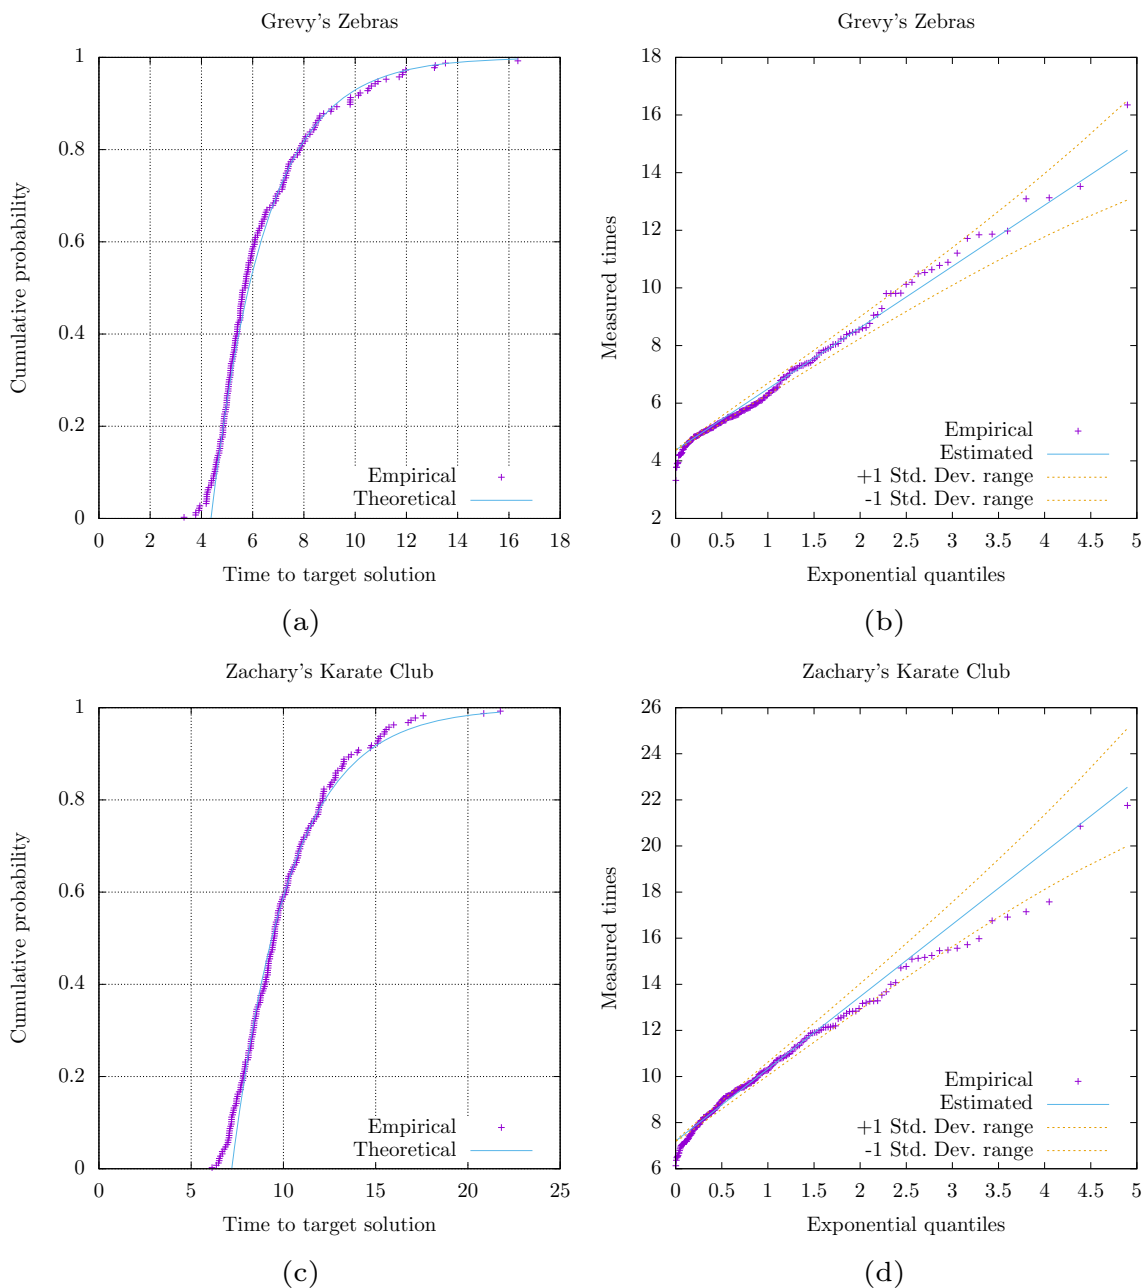 Grevy's Zebras
Cumulative probability
1
0.8
0.6
0.4
0.2
0
Empirical
Theoretical
0 2 4 6 8 10 12 14 16 18
Time to target solution
(a)
Grevy's Zebras
Measured times
18
16
14
12
10
8
6
4
2
Empirical
Estimated
+1 Std. Dev. range
-1 Std. Dev. range
0 0.5 1 1.5 2 2.5 3 3.5 4 4.5 5
Exponential quantiles
(b)
Zachary's Karate Club
Cumulative probability
1
0.8
0.6
0.4
0.2
0
Empirical
Theoretical
0 5 10 15 20 25
Time to target solution
(c)
Zachary's Karate Club
Measured times
26
24
22
20
18
16
14
12
10
8
6
Empirical
Estimated
+1 Std. Dev. range
-1 Std. Dev. range
0 0.5 1 1.5 2 2.5 3 3.5 4 4.5 5
Exponential quantiles
(d)